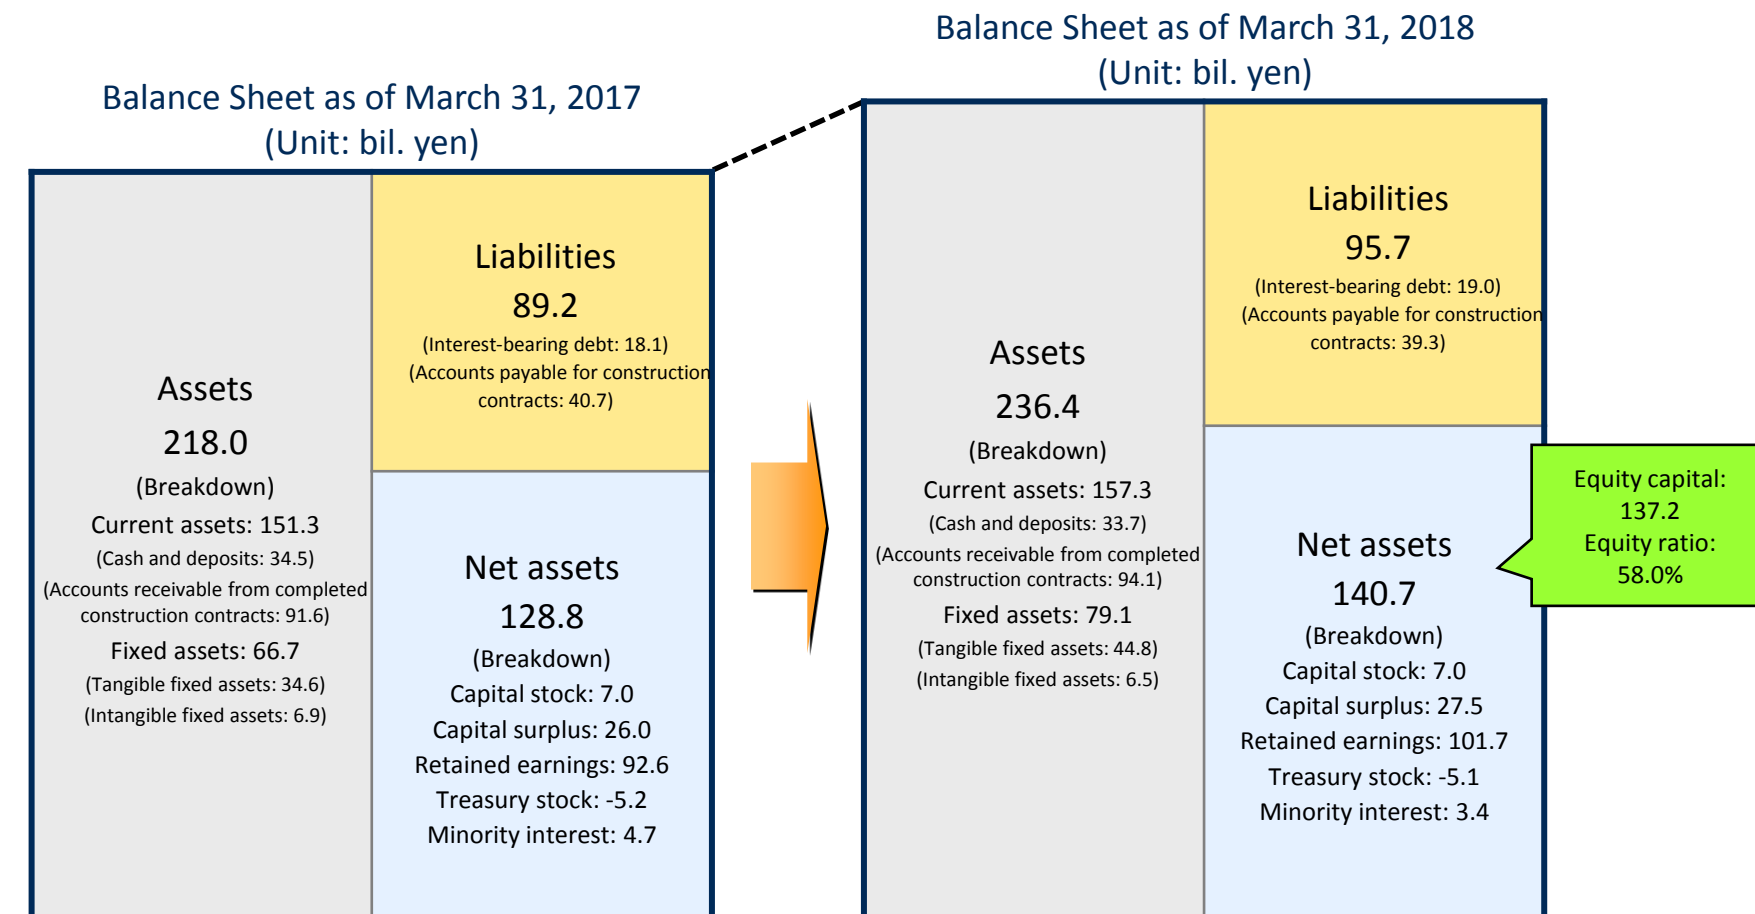 Balance Sheet as of March 31, 2017
(Unit: bil. yen)
Assets
218.0
(Breakdown)
Current assets: 151.3
(Cash and deposits: 34.5)
(Accounts receivable from completed
construction contracts: 91.6)
Fixed assets: 66.7
(Tangible fixed assets: 34.6)
(Intangible fixed assets: 6.9)
Liabilities
89.2
(Interest-bearing debt: 18.1)
(Accounts payable for construction
contracts: 40.7)
Net assets
128.8
(Breakdown)
Capital stock: 7.0
Capital surplus: 26.0
Retained earnings: 92.6
Treasury stock: -5.2
Minority interest: 4.7
Balance Sheet as of March 31, 2018
(Unit: bil. yen)
Assets
236.4
(Breakdown)
Current assets: 157.3
(Cash and deposits: 33.7)
(Accounts receivable from completed
construction contracts: 94.1)
Fixed assets: 79.1
(Tangible fixed assets: 44.8)
(Intangible fixed assets: 6.5)
Liabilities
95.7
(Interest-bearing debt: 19.0)
(Accounts payable for construction
contracts: 39.3)
Net assets
140.7
(Breakdown)
Capital stock: 7.0
Capital surplus: 27.5
Retained earnings: 101.7
Treasury stock: -5.1
Minority interest: 3.4
Equity capital:
137.2
Equity ratio:
58.0%